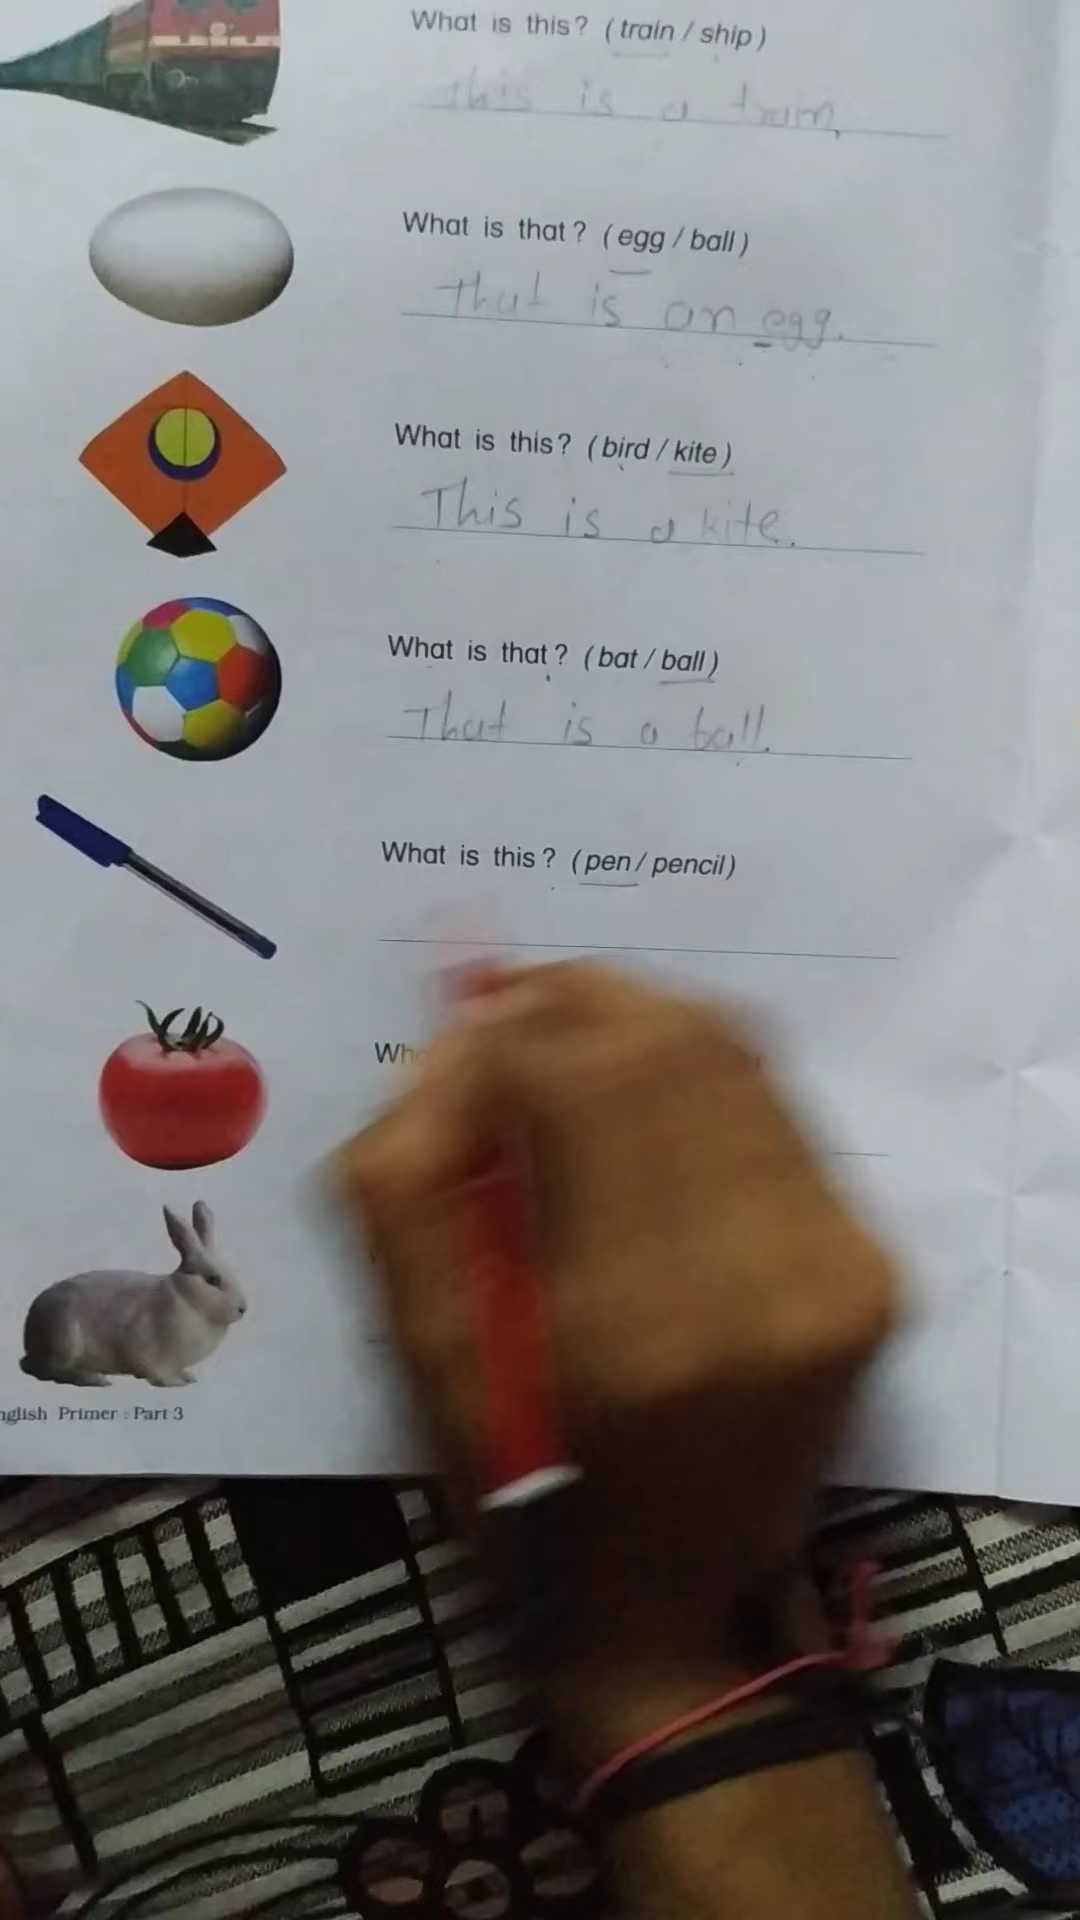 What is this? (train / ship)
This is a train.
What is that? (egg / ball)
That is an egg.
What is this? (bird / kite)
This is a kite.
What is that? (bat / ball)
That is a ball.
What is this? (pen / pencil)
English Primer : Part 3